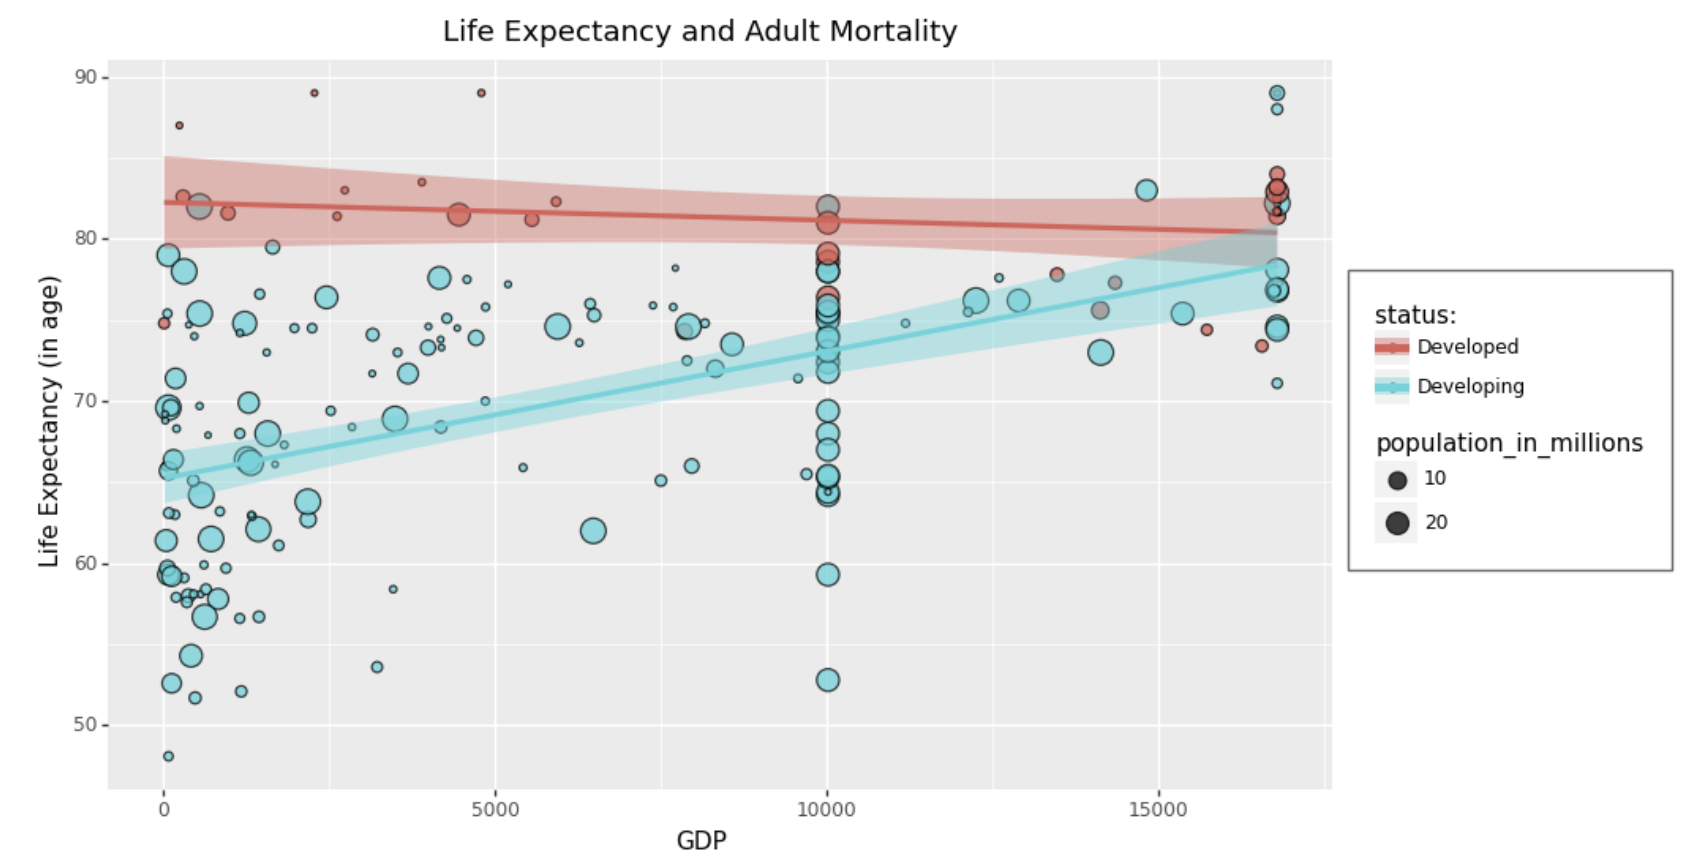 Life Expectancy and Adult Mortality
90
80
70
60
50
Life Expectancy (in age)
0
5000
10000
15000
GDP
status:
Developed
Developing
population_in_millions
10
20